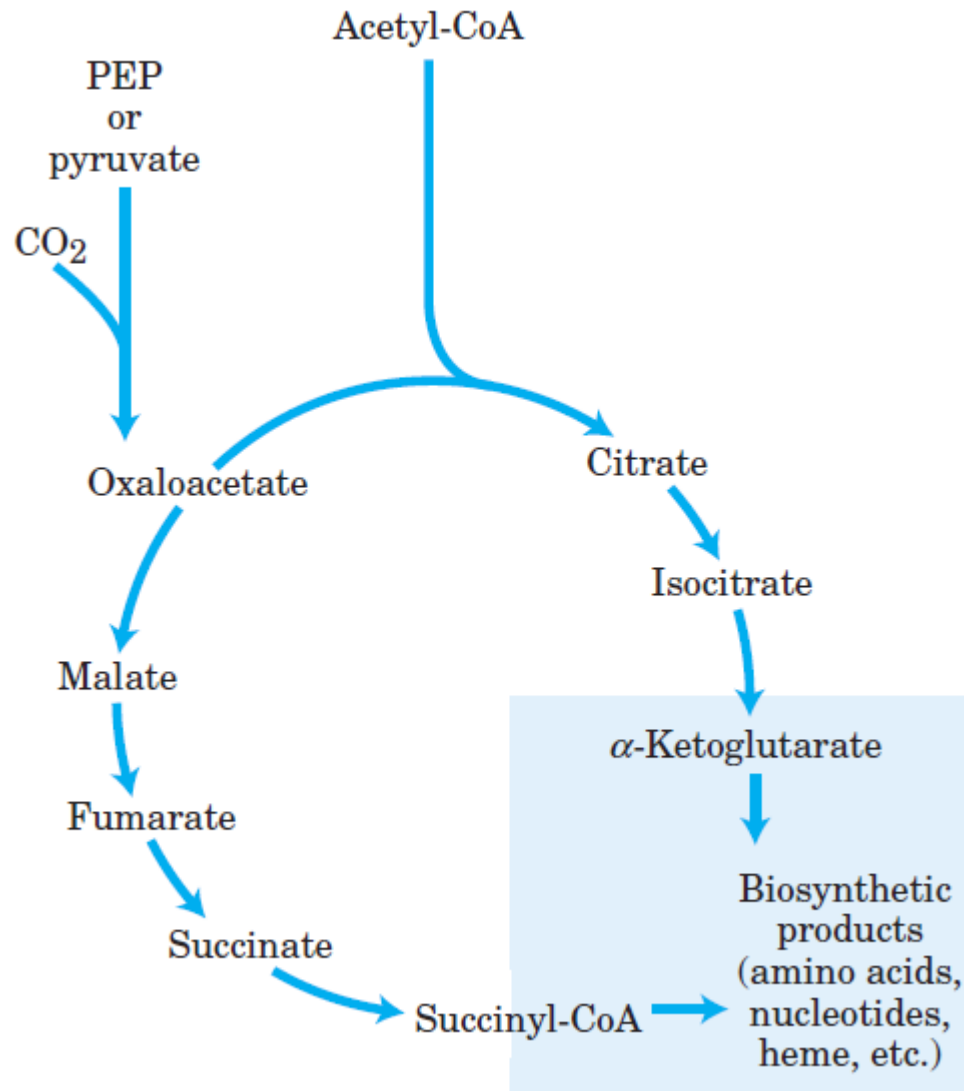 Acetyl-CoA
PEP
or
pyruvate
CO₂
Oxaloacetate
Citrate
Isocitrate
Malate
α-Ketoglutarate
Fumarate
Biosynthetic
products
(amino acids,
nucleotides,
heme, etc.)
Succinate
Succinyl-CoA